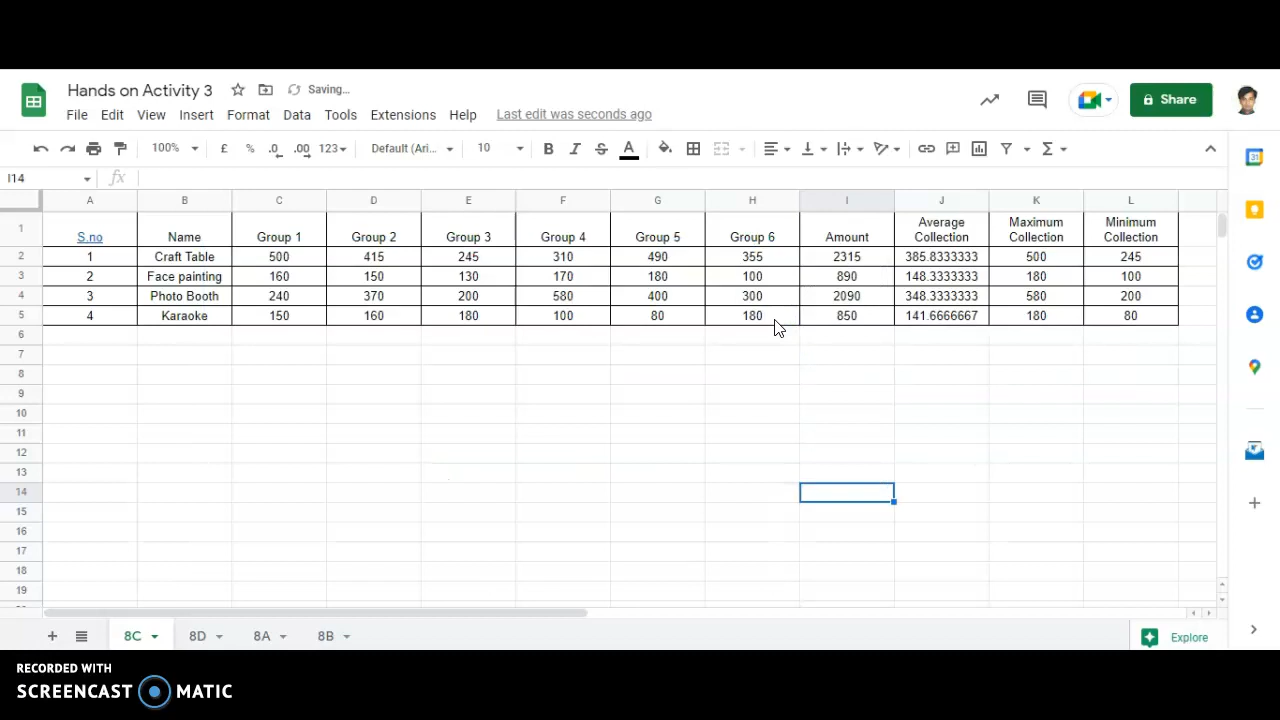 Hands on Activity 3 Saving...
File Edit View Insert Format Data Tools Extensions Help Last edit was seconds ago
Share
100% £ % .0 .00 123 Default (Ari... 10 B I S A Σ
I14 fx
A B C D E F G H I J K L
1 S.no Name Group 1 Group 2 Group 3 Group 4 Group 5 Group 6 Amount Average Collection Maximum Collection Minimum Collection
2 1 Craft Table 500 415 245 310 490 355 2315 385.8333333 500 245
3 2 Face painting 160 150 130 170 180 100 890 148.3333333 180 100
4 3 Photo Booth 240 370 200 580 400 300 2090 348.3333333 580 200
5 4 Karaoke 150 160 180 100 80 180 850 141.6666667 180 80
6
7
8
9
10
11
12
13
14
15
16
17
18
19
+ 8C 8D 8A 8B Explore
RECORDED WITH
SCREENCAST MATIC
31